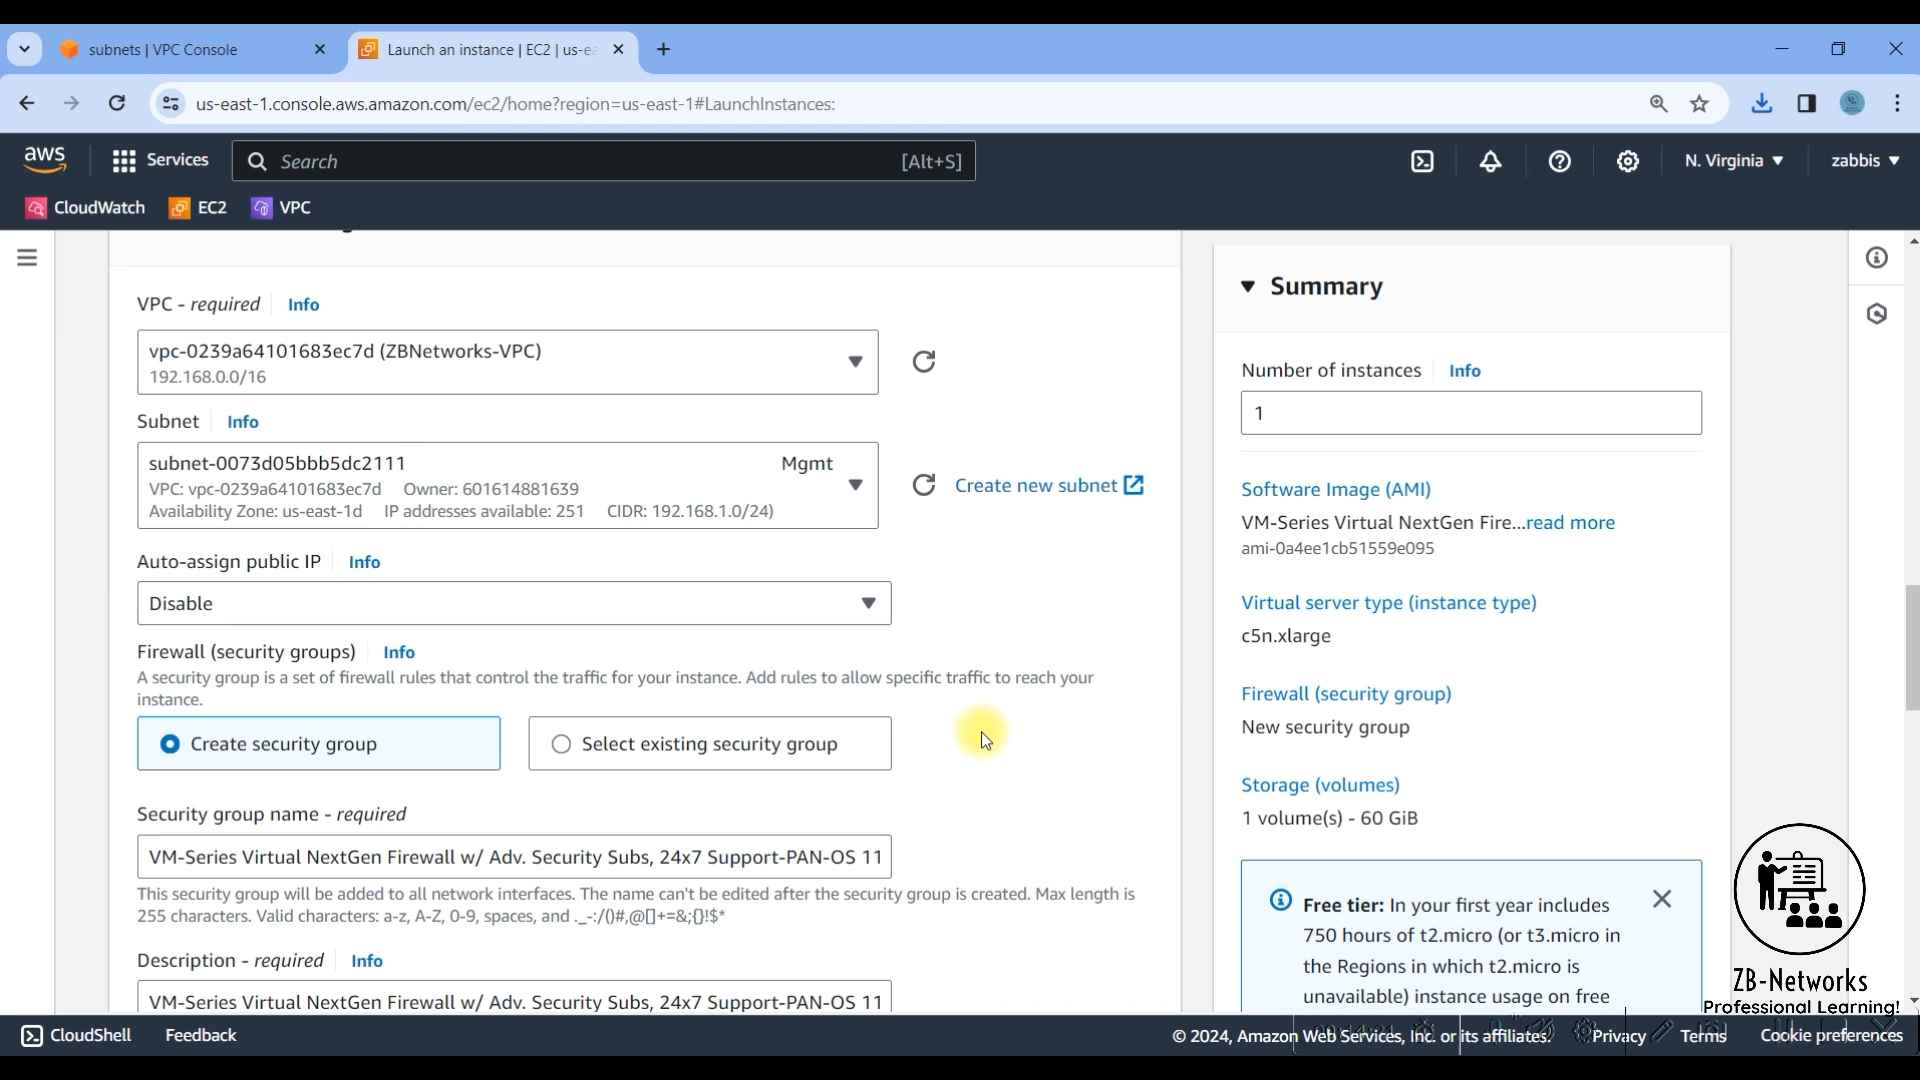 subnets | VPC Console
Launch an instance | EC2 | us-ea
us-east-1.console.aws.amazon.com/ec2/home?region=us-east-1#LaunchInstances:
aws
Services
Search
[Alt+S]
N. Virginia
zabbis
CloudWatch
EC2
VPC
VPC - required
Info
vpc-0239a64101683ec7d (ZBNetworks-VPC)
192.168.0.0/16
Subnet
Info
subnet-0073d05bbb5dc2111
Mgmt
VPC: vpc-0239a64101683ec7d Owner: 601614881639
Availability Zone: us-east-1d IP addresses available: 251 CIDR: 192.168.1.0/24)
Create new subnet
Auto-assign public IP
Info
Disable
Firewall (security groups)
Info
A security group is a set of firewall rules that control the traffic for your instance. Add rules to allow specific traffic to reach your
instance.
Create security group
Select existing security group
Security group name - required
VM-Series Virtual NextGen Firewall w/ Adv. Security Subs, 24x7 Support-PAN-OS 11
This security group will be added to all network interfaces. The name can't be edited after the security group is created. Max length is
255 characters. Valid characters: a-z, A-Z, 0-9, spaces, and ._-:/()#,@[]+=&;{}!$*
Description - required
Info
VM-Series Virtual NextGen Firewall w/ Adv. Security Subs, 24x7 Support-PAN-OS 11
Summary
Number of instances
Info
1
Software Image (AMI)
VM-Series Virtual NextGen Fire...read more
ami-0a4ee1cb51559e095
Virtual server type (instance type)
c5n.xlarge
Firewall (security group)
New security group
Storage (volumes)
1 volume(s) - 60 GiB
Free tier: In your first year includes
750 hours of t2.micro (or t3.micro in
the Regions in which t2.micro is
unavailable) instance usage on free
ZB-Networks
Professional Learning!
CloudShell
Feedback
© 2024, Amazon Web Services, Inc. or its affiliates.
Privacy
Terms
Cookie preferences